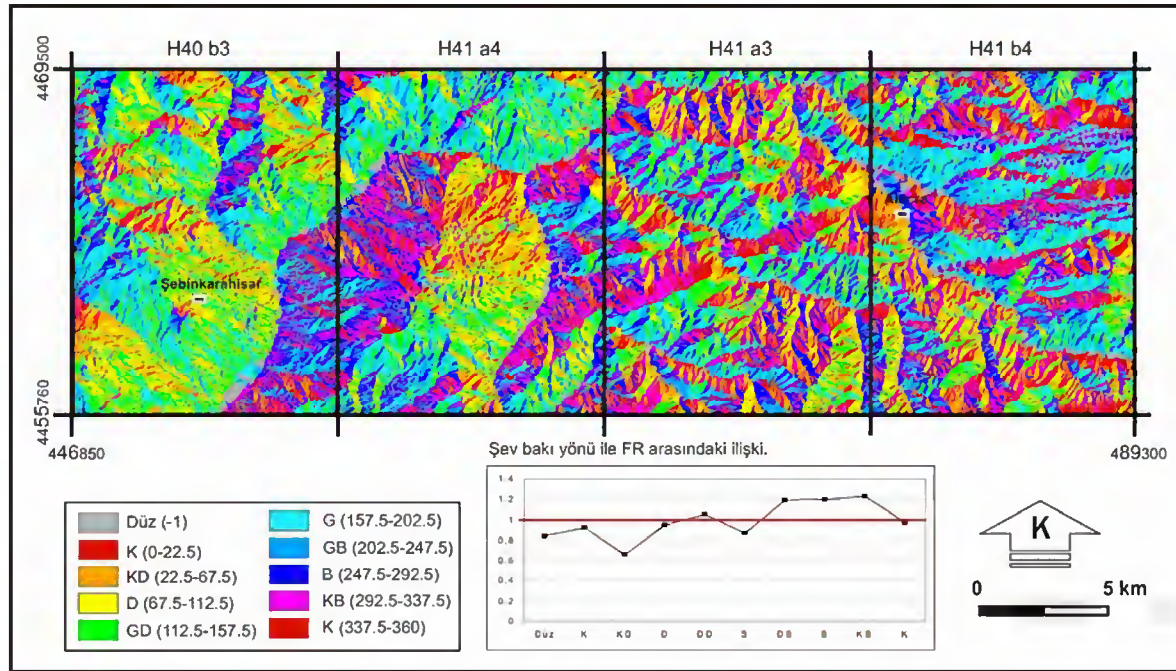 H40 b3 H41 a4 H41 a3 H41 b4
4469500
4455760
Şebinkarahisar
446850 489300
Şev bakı yönü ile FR arasındaki ilişki.
Düz (-1)
K (0-22.5)
KD (22.5-67.5)
D (67.5-112.5)
GD (112.5-157.5)
G (157.5-202.5)
GB (202.5-247.5)
B (247.5-292.5)
KB (292.5-337.5)
K (337.5-360)
1.4
1.2
1
0.8
0.6
0.4
0.2
0
Düz K KD D S B KB K
K
0 5 km